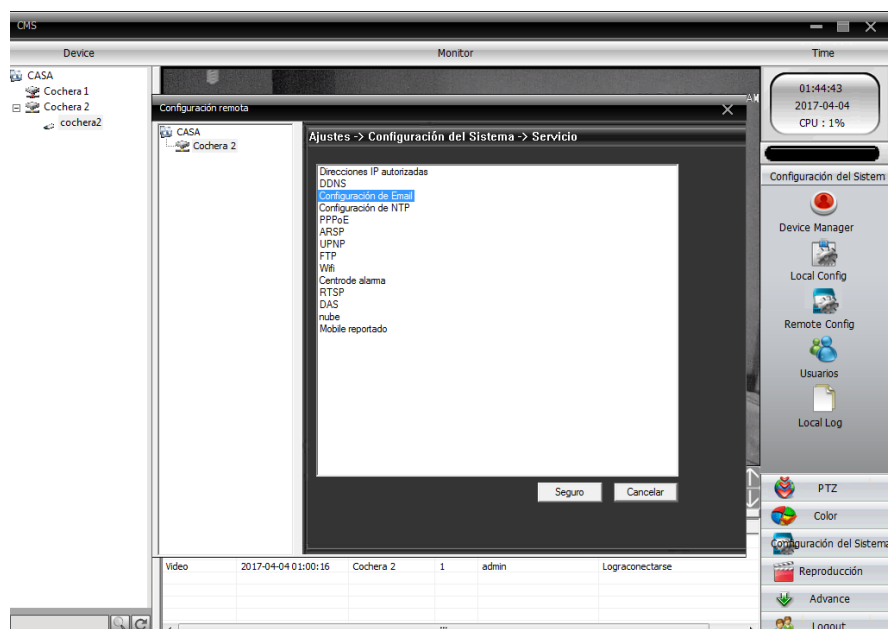 CMS
Device
Monitor
Time
CASA
Cochera 1
Cochera 2
cochera2
AM
01:44:43
2017-04-04
CPU : 1%
Configuración remota
CASA
Cochera 2
Ajustes -> Configuración del Sistema -> Servicio
Direcciones IP autorizadas
DDNS
Configuración de Email
Configuración de NTP
PPPoE
ARSP
UPNP
FTP
Wifi
Centrode alarma
RTSP
DAS
nube
Mobile reportado
Seguro
Cancelar
Configuración del Sistem
Device Manager
Local Config
Remote Config
Usuarios
Local Log
PTZ
Color
Configuración del Sistema
Reproducción
Advance
Logout
Video 2017-04-04 01:00:16 Cochera 2 1 admin Lograconectarse